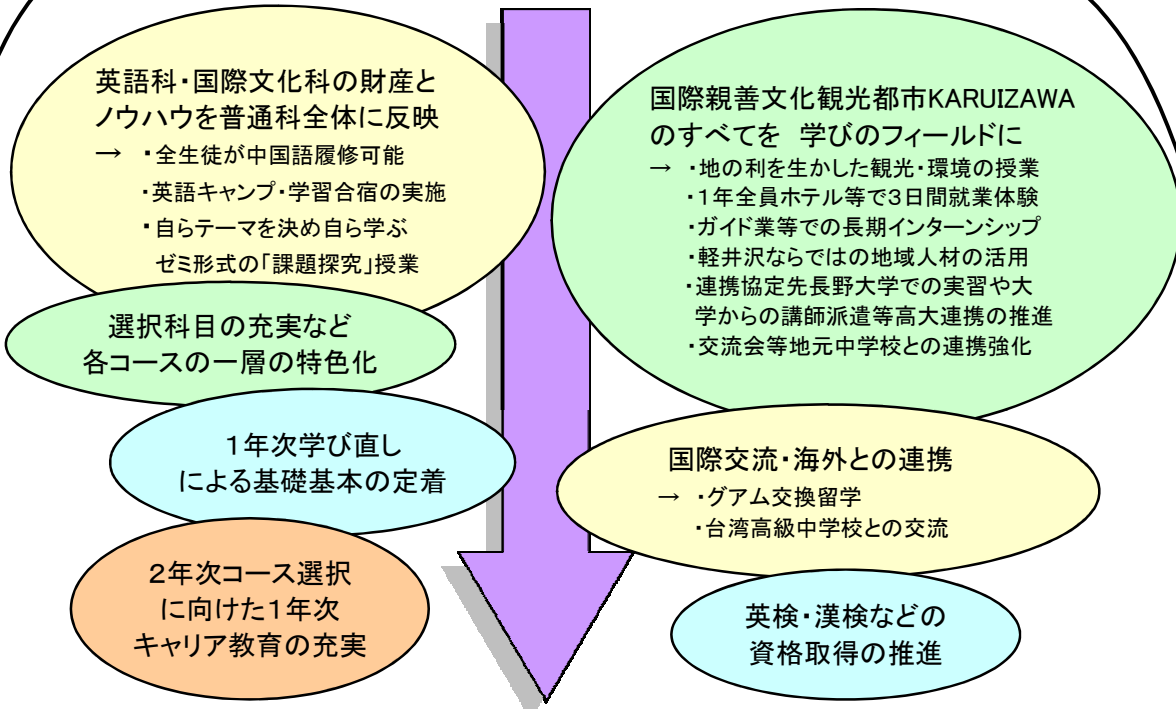 英語科・国際文化科の財産と
ノウハウを普通科全体に反映
→ ・全生徒が中国語履修可能
・英語キャンプ・学習合宿の実施
・自らテーマを決め自ら学ぶ
ゼミ形式の「課題探究」授業
選択科目の充実など
各コースの一層の特色化
1年次学び直し
による基礎基本の定着
2年次コース選択
に向けた1年次
キャリア教育の充実
国際親善文化観光都市KARUIZAWA
のすべてを 学びのフィールドに
→ ・地の利を生かした観光・環境の授業
・1年全員ホテル等で3日間就業体験
・ガイド業等での長期インターンシップ
・軽井沢ならではの地域人材の活用
・連携協定先長野大学での実習や大
学からの講師派遣等高大連携の推進
・交流会等地元中学校との連携強化
国際交流・海外との連携
→ ・グアム交換留学
・台湾高級中学校との交流
英検・漢検などの
資格取得の推進